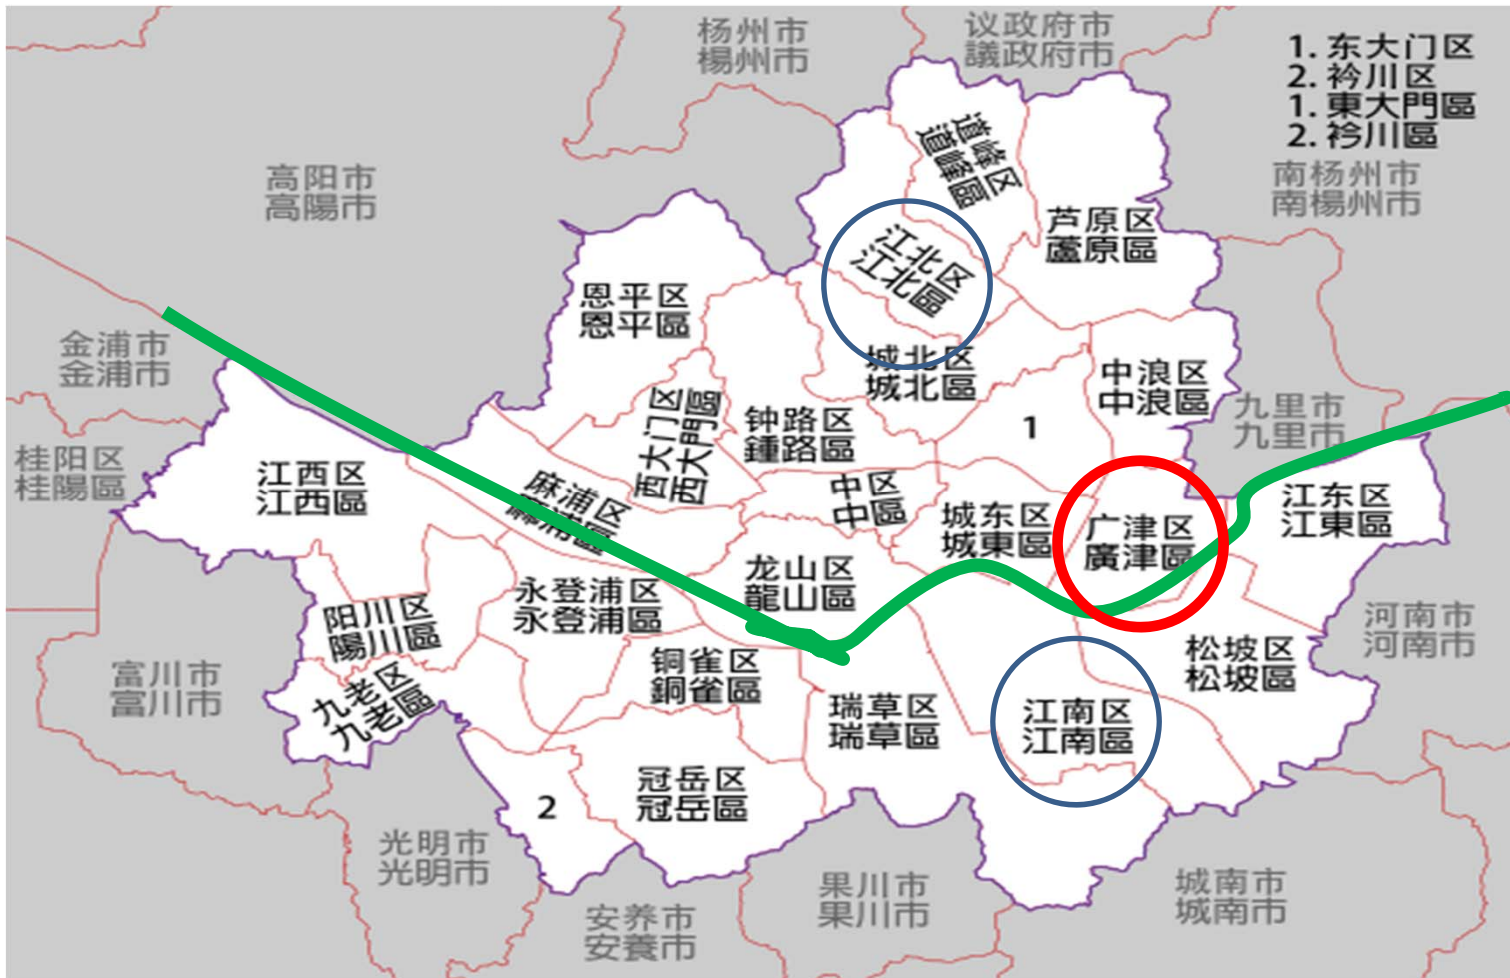 杨州市
楊州市
议政府市
議政府市
1. 东大门区
2. 衿川区
1. 東大門區
2. 衿川區
高阳市
高陽市
道峰区
道峰區
南杨州市
南楊州市
芦原区
蘆原區
江北区
江北區
恩平区
恩平區
金浦市
金浦市
城北区
城北區
中浪区
中浪區
西大门区
西大門區
钟路区
鍾路區
1
九里市
九里市
桂阳区
桂陽區
江西区
江西區
麻浦区
麻浦區
中区
中區
城东区
城東區
广津区
廣津區
江东区
江東區
龙山区
龍山區
永登浦区
永登浦區
阳川区
陽川區
河南市
河南市
铜雀区
銅雀區
松坡区
松坡區
富川市
富川市
九老区
九老區
瑞草区
瑞草區
江南区
江南區
2
冠岳区
冠岳區
光明市
光明市
果川市
果川市
城南市
城南市
安养市
安養市